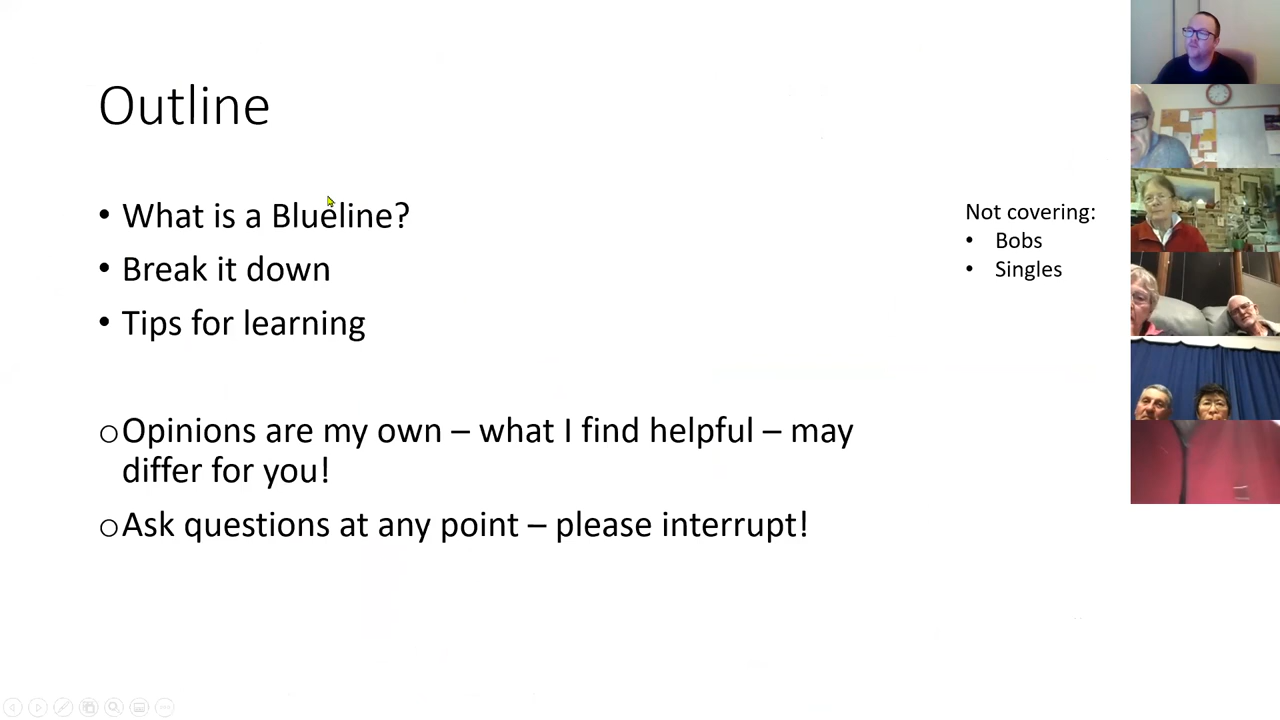 Outline
• What is a Blueline?
• Break it down
• Tips for learning
Not covering:
• Bobs
• Singles
o Opinions are my own – what I find helpful – may
differ for you!
o Ask questions at any point – please interrupt!